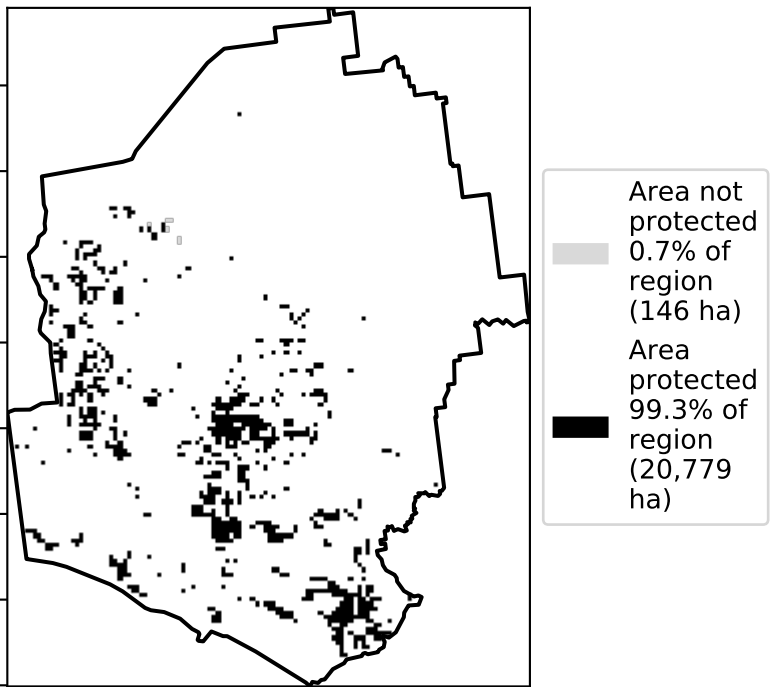 Area not
protected
0.7% of
region
(146 ha)
Area
protected
99.3% of
region
(20,779
ha)